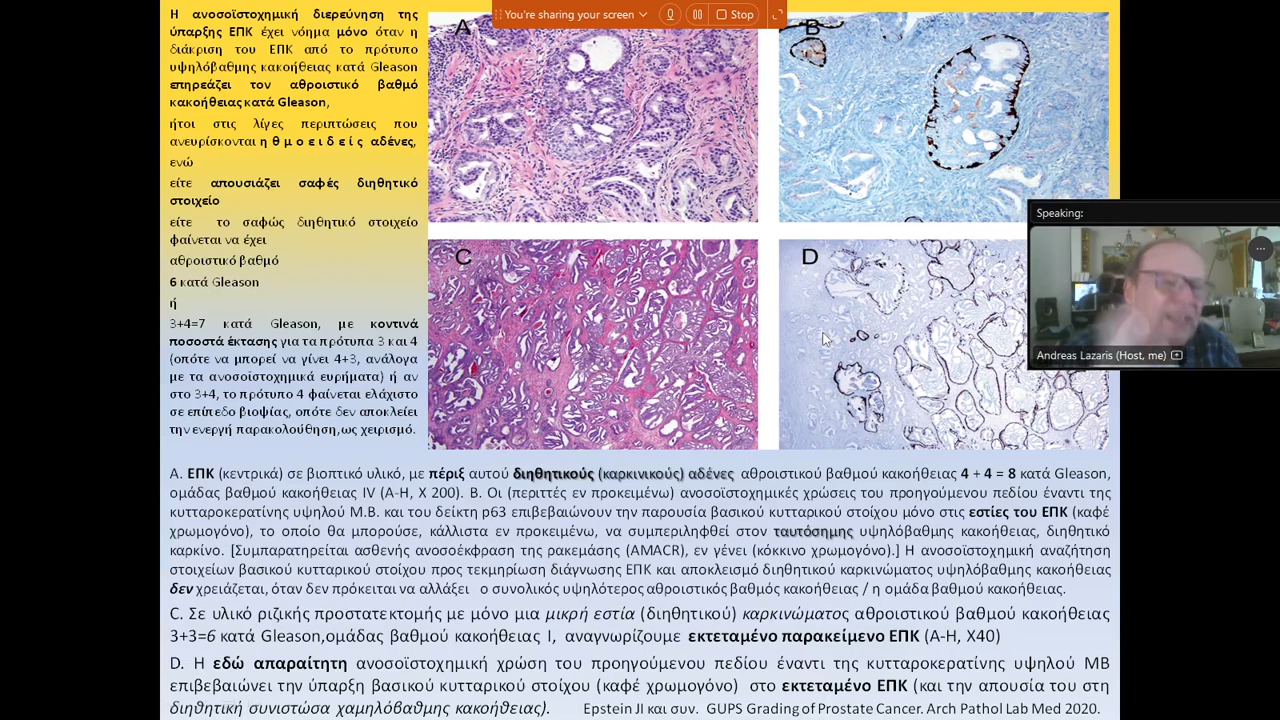 You're sharing your screen
Stop
Η ανοσοϊστοχημική διερεύνηση της
ύπαρξης ΕΠΚ έχει νόημα μόνο όταν η
διάκριση του ΕΠΚ από το πρότυπο
υψηλόβαθμης κακοήθειας κατά Gleason
επηρεάζει τον αθροιστικό βαθμό
κακοήθειας κατά Gleason,
ήτοι στις λίγες περιπτώσεις που
ανευρίσκονται η θ μ ο ε ι δ ε ί ς αδένες,
ενώ
είτε απουσιάζει σαφές διηθητικό
στοιχείο
είτε το σαφώς διηθητικό στοιχείο
φαίνεται να έχει
αθροιστικό βαθμό
6 κατά Gleason
ή
3+4=7 κατά Gleason, με κοντινά
ποσοστά έκτασης για τα πρότυπα 3 και 4
(οπότε να μπορεί να γίνει 4+3, ανάλογα
με τα ανοσοϊστοχημικά ευρήματα) ή αν
στο 3+4, το πρότυπο 4 φαίνεται ελάχιστο
σε επίπεδο βιοψίας, οπότε δεν αποκλείει
την ενεργή παρακολούθηση,ως χειρισμό.
A
B
C
D
Speaking:
Andreas Lazaris (Host, me)
Α. ΕΠΚ (κεντρικά) σε βιοπτικό υλικό, με πέριξ αυτού διηθητικούς (καρκινικούς) αδένες αθροιστικού βαθμού κακοήθειας 4 + 4 = 8 κατά Gleason,
ομάδας βαθμού κακοήθειας IV (Α-Η, Χ 200). Β. Οι (περιττές εν προκειμένω) ανοσοϊστοχημικές χρώσεις του προηγούμενου πεδίου έναντι της
κυτταροκερατίνης υψηλού Μ.Β. και του δείκτη p63 επιβεβαιώνουν την παρουσία βασικού κυτταρικού στοίχου μόνο στις εστίες του ΕΠΚ (καφέ
χρωμογόνο), το οποίο θα μπορούσε, κάλλιστα εν προκειμένω, να συμπεριληφθεί στον ταυτόσημης υψηλόβαθμης κακοήθειας, διηθητικό
καρκίνο. [Συμπαρατηρείται ασθενής ανοσοέκφραση της ρακεμάσης (AMACR), εν γένει (κόκκινο χρωμογόνο).] Η ανοσοϊστοχημική αναζήτηση
στοιχείων βασικού κυτταρικού στοίχου προς τεκμηρίωση διάγνωσης ΕΠΚ και αποκλεισμό διηθητικού καρκινώματος υψηλόβαθμης κακοήθειας
δεν χρειάζεται, όταν δεν πρόκειται να αλλάξει ο συνολικός υψηλότερος αθροιστικός βαθμός κακοήθειας / η ομάδα βαθμού κακοήθειας.
C. Σε υλικό ριζικής προστατεκτομής με μόνο μια μικρή εστία (διηθητικού) καρκινώματος αθροιστικού βαθμού κακοήθειας
3+3=6 κατά Gleason,ομάδας βαθμού κακοήθειας Ι, αναγνωρίζουμε εκτεταμένο παρακείμενο ΕΠΚ (Α-Η, Χ40)
D. Η εδώ απαραίτητη ανοσοϊστοχημική χρώση του προηγούμενου πεδίου έναντι της κυτταροκερατίνης υψηλού ΜΒ
επιβεβαιώνει την ύπαρξη βασικού κυτταρικού στοίχου (καφέ χρωμογόνο) στο εκτεταμένο ΕΠΚ (και την απουσία του στη
διηθητική συνιστώσα χαμηλόβαθμης κακοήθειας). Epstein JI και συν. GUPS Grading of Prostate Cancer. Arch Pathol Lab Med 2020.